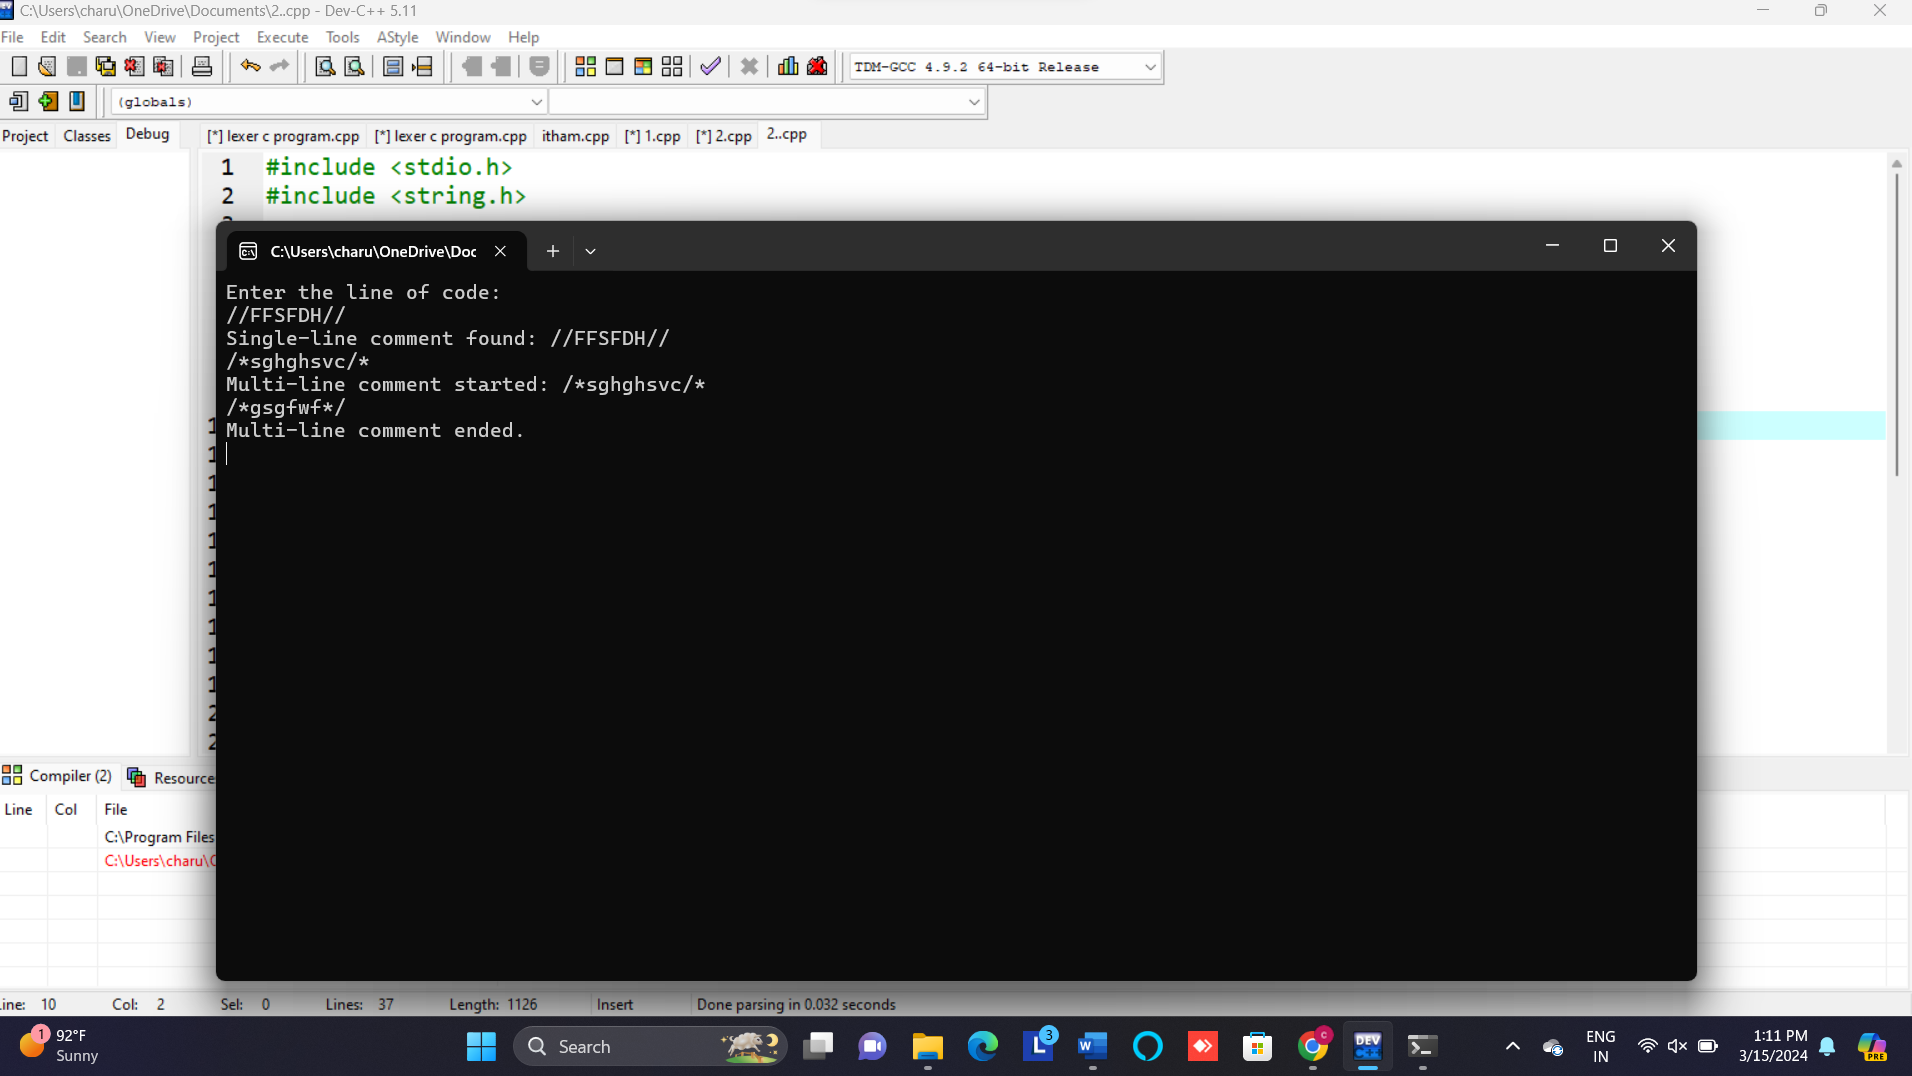 C:\Users\charu\OneDrive\Documents\2..cpp - Dev-C++ 5.11
File Edit Search View Project Execute Tools AStyle Window Help
TDM-GCC 4.9.2 64-bit Release
(globals)
Project Classes Debug [*] lexer c program.cpp [*] lexer c program.cpp itham.cpp [*] 1.cpp [*] 2.cpp 2..cpp
1 #include <stdio.h>
2 #include <string.h>
C:\Users\charu\OneDrive\Doc
Enter the line of code:
//FFSFDH//
Single-line comment found: //FFSFDH//
/*sghghsvc/*
Multi-line comment started: /*sghghsvc/*
/*gsgfwf*/
Multi-line comment ended.
Compiler (2) Resource
Line Col File
C:\Program Files
C:\Users\charu\
Line: 10 Col: 2 Sel: 0 Lines: 37 Length: 1126 Insert Done parsing in 0.032 seconds
1 92°F
Sunny
Search
3
L
W
C
DEV
ENG
IN
1:11 PM
3/15/2024
PRE